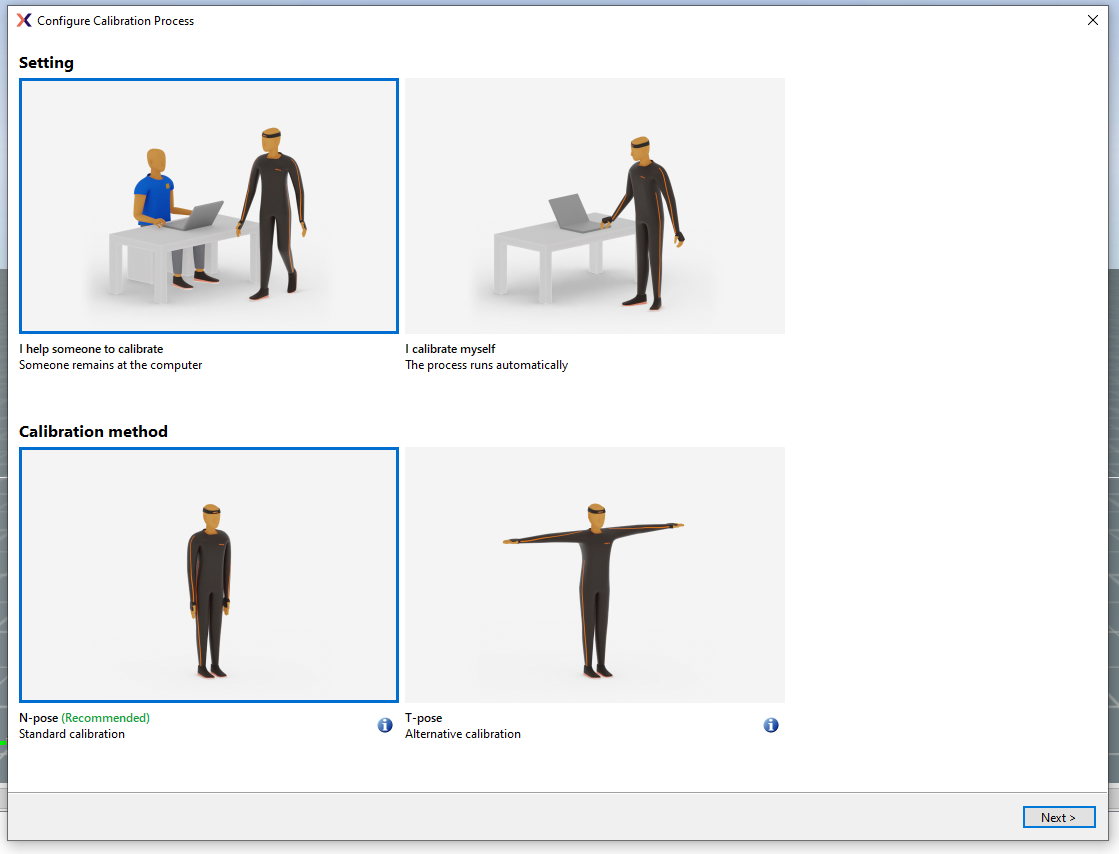 Configure Calibration Process
Setting
I help someone to calibrate
Someone remains at the computer
I calibrate myself
The process runs automatically
Calibration method
N-pose (Recommended)
Standard calibration
T-pose
Alternative calibration
Next >